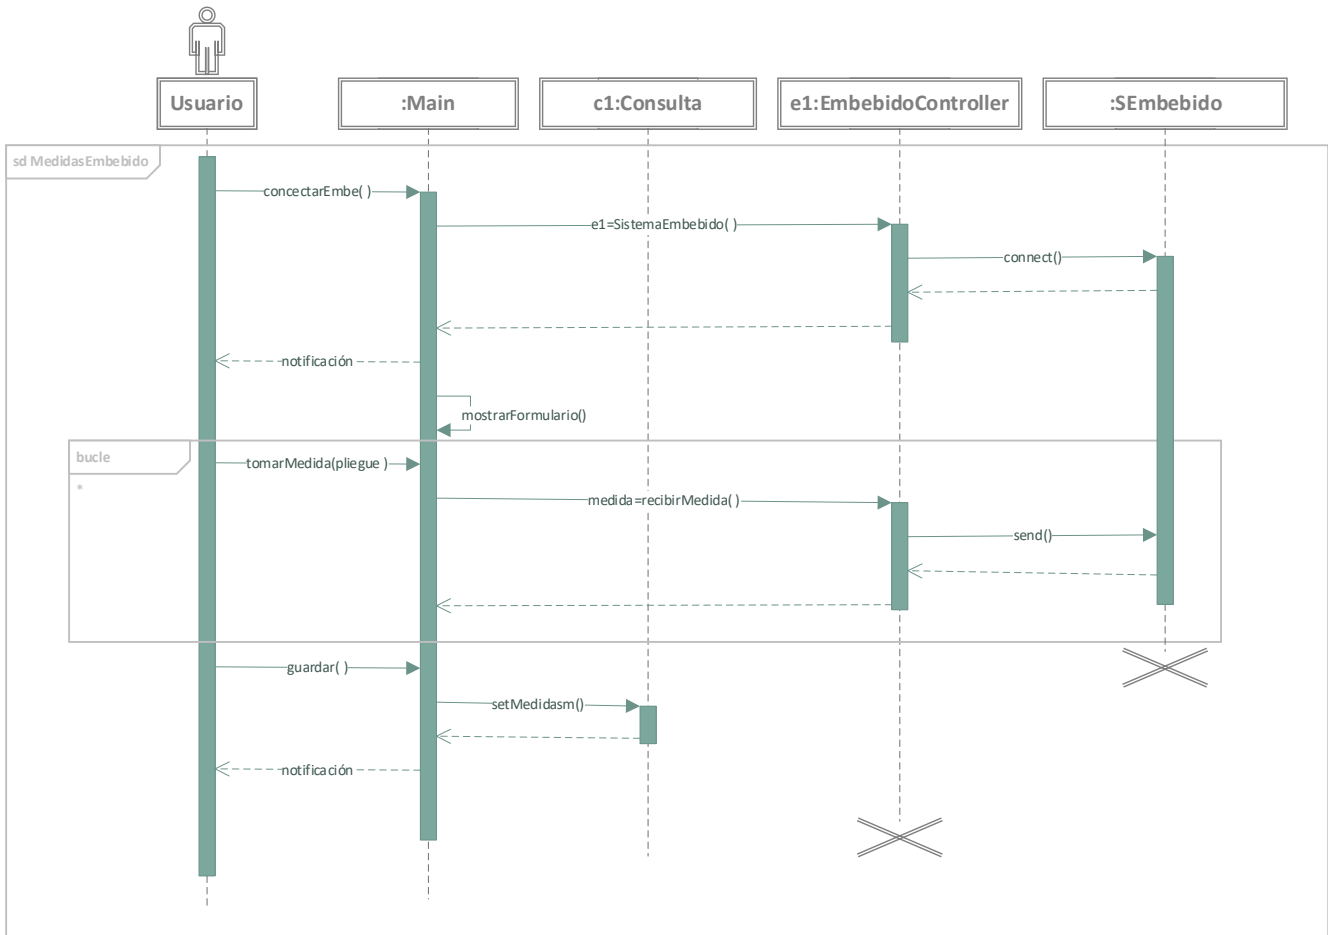 Usuario
:Main
c1:Consulta
e1:EmbebidoController
:SEmbebido
sd MedidasEmbebido
concectarEmbe( )
e1=SistemaEmbebido( )
connect()
notificación
mostrarFormulario()
bucle
tomarMedida(pliegue )
*
medida=recibirMedida( )
send()
guardar( )
setMedidasm()
notificación